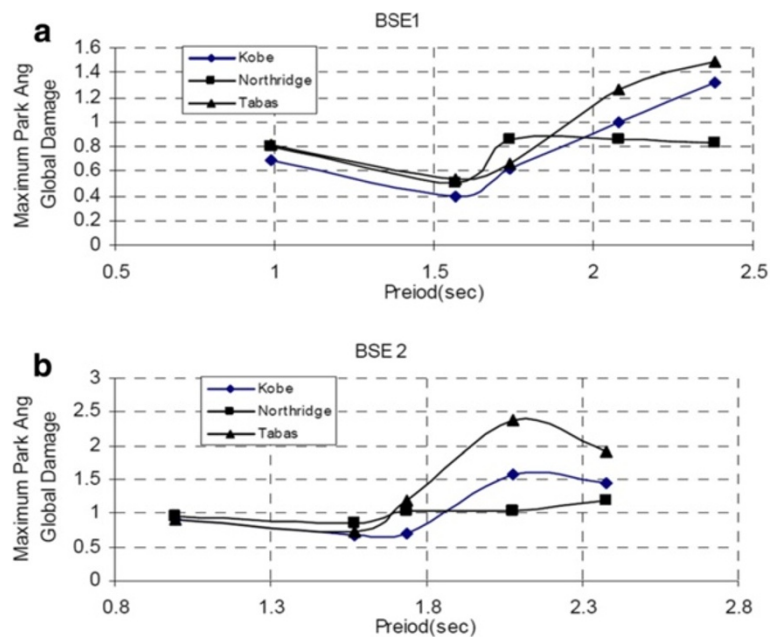 a
BSE1
Maximum Park Ang
Global Damage
1.6
1.4
1.2
1
0.8
0.6
0.4
0.2
0
Kobe
Northridge
Tabas
0.5
1
1.5
2
2.5
Preiod(sec)
b
BSE 2
Maximum Park Ang
Global Damage
3
2.5
2
1.5
1
0.5
0
Kobe
Northridge
Tabas
0.8
1.3
1.8
2.3
2.8
Preiod(sec)